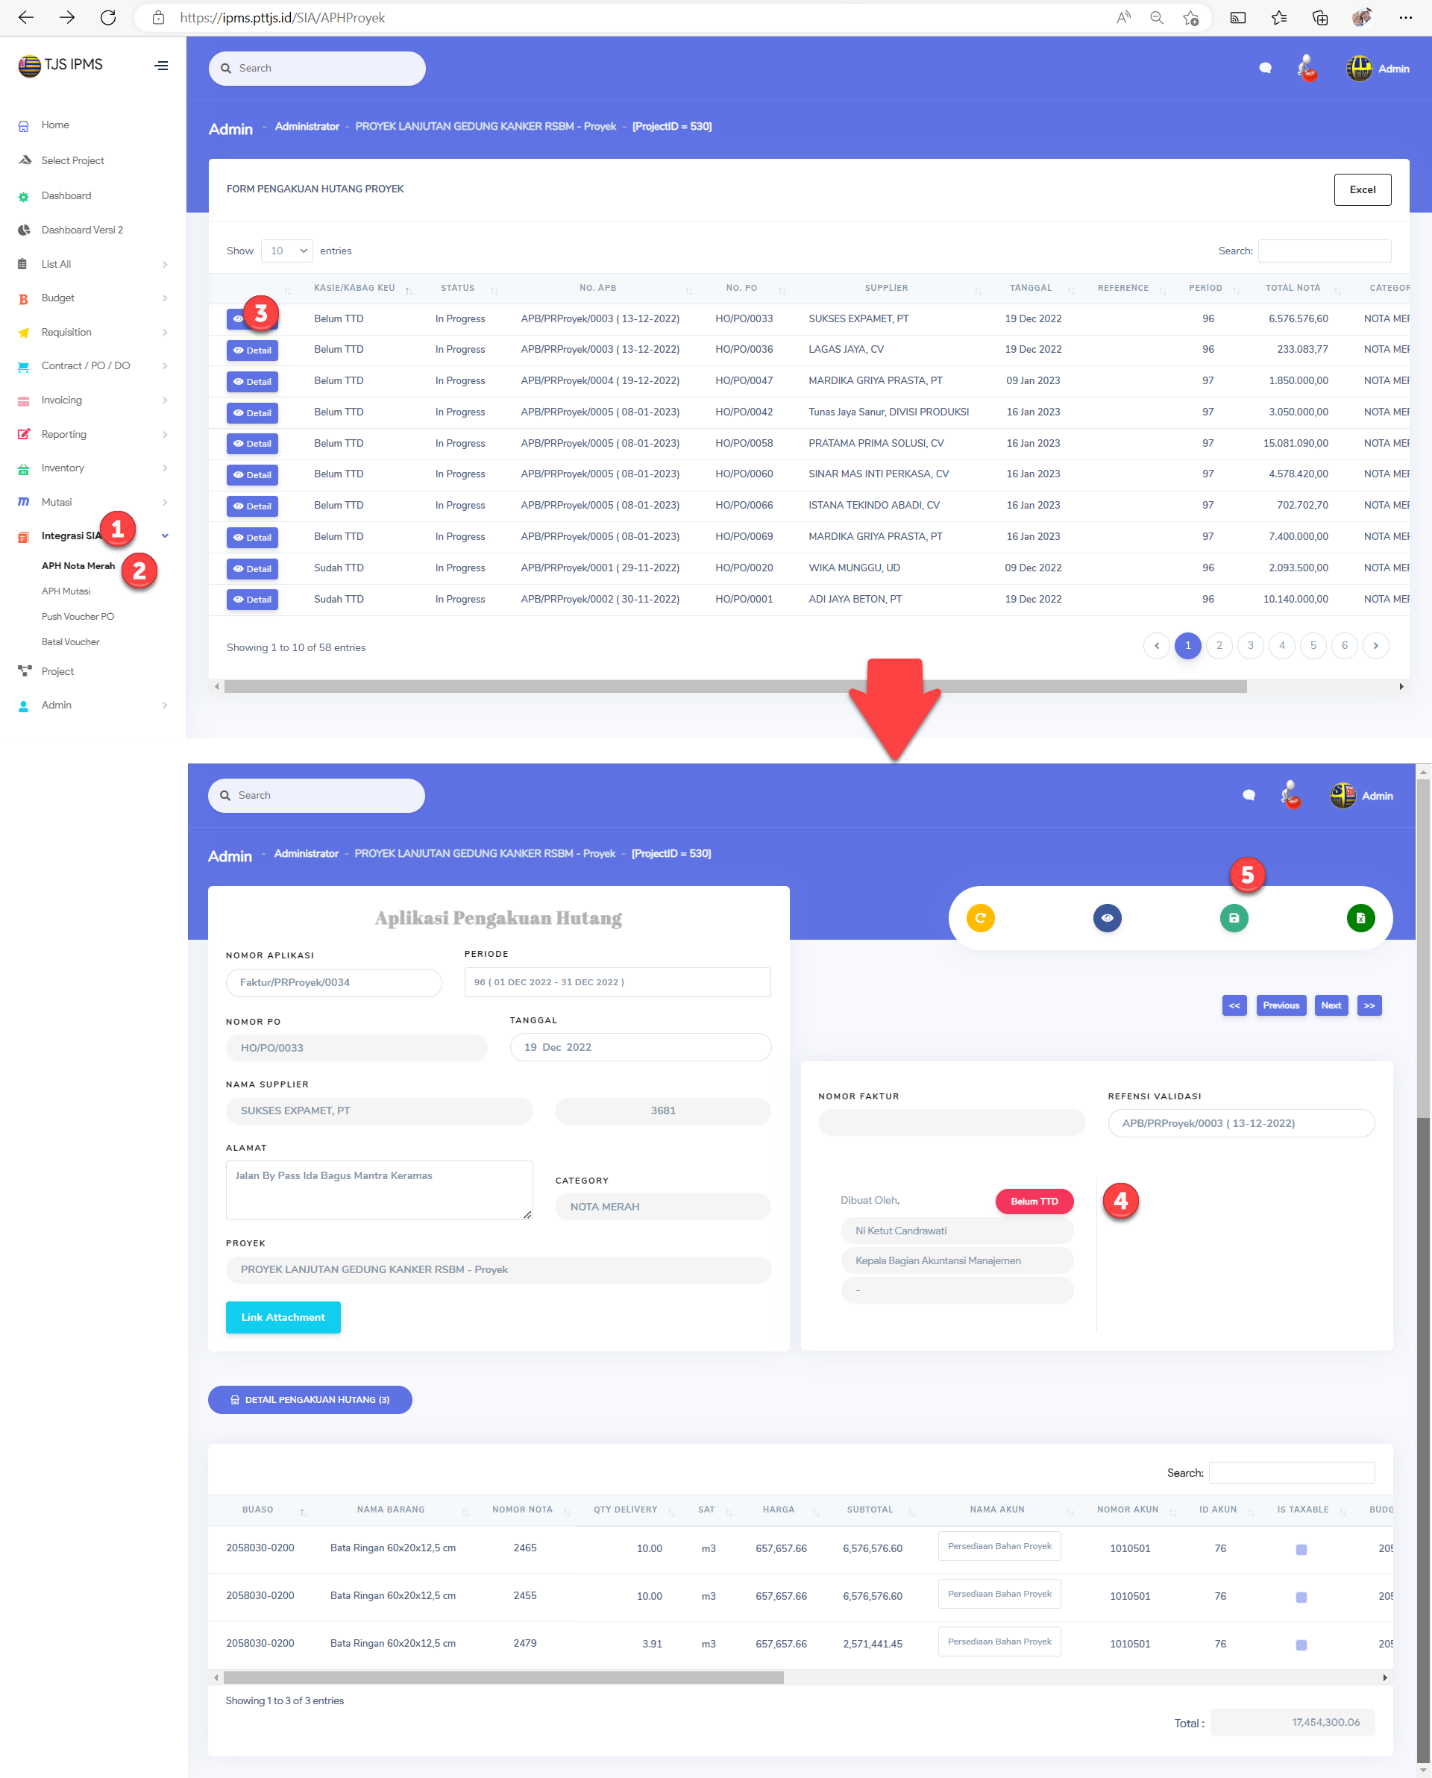 https://ipms.pttjs.id/SIA/APHProyek
TJS IPMS
Search
Admin
Home
Select Project
Dashboard
Dashboard Versi 2
List All
Budget
Requisition
Contract / PO / DO
Invoicing
Reporting
Inventory
Mutasi
Integrasi SIA
1
APH Nota Merah
2
APH Mutasi
Push Voucher PO
Batal Voucher
Project
Admin
Admin - Administrator - PROYEK LANJUTAN GEDUNG KANKER RSBM - Proyek - [ProjectID = 530]
FORM PENGAKUAN HUTANG PROYEK
Excel
Show 10 entries
Search:
KASIE/KABAG KEU STATUS NO. APB NO. PO SUPPLIER TANGGAL REFERENCE PERIOD TOTAL NOTA CATEGOR
3 Belum TTD In Progress APB/PRProyek/0003 ( 13-12-2022) HO/PO/0033 SUKSES EXPAMET, PT 19 Dec 2022 96 6.576.576,60 NOTA MER
Detail Belum TTD In Progress APB/PRProyek/0003 ( 13-12-2022) HO/PO/0036 LAGAS JAYA, CV 19 Dec 2022 96 233.083,77 NOTA MER
Detail Belum TTD In Progress APB/PRProyek/0004 ( 19-12-2022) HO/PO/0047 MARDIKA GRIYA PRASTA, PT 09 Jan 2023 97 1.850.000,00 NOTA MER
Detail Belum TTD In Progress APB/PRProyek/0005 ( 08-01-2023) HO/PO/0042 Tunas Jaya Sanur, DIVISI PRODUKSI 16 Jan 2023 97 3.050.000,00 NOTA MER
Detail Belum TTD In Progress APB/PRProyek/0005 ( 08-01-2023) HO/PO/0058 PRATAMA PRIMA SOLUSI, CV 16 Jan 2023 97 15.081.090,00 NOTA MER
Detail Belum TTD In Progress APB/PRProyek/0005 ( 08-01-2023) HO/PO/0060 SINAR MAS INTI PERKASA, CV 16 Jan 2023 97 4.578.420,00 NOTA MER
Detail Belum TTD In Progress APB/PRProyek/0005 ( 08-01-2023) HO/PO/0066 ISTANA TEKINDO ABADI, CV 16 Jan 2023 97 702.702,70 NOTA MER
Detail Belum TTD In Progress APB/PRProyek/0005 ( 08-01-2023) HO/PO/0069 MARDIKA GRIYA PRASTA, PT 16 Jan 2023 97 7.400.000,00 NOTA MER
Detail Sudah TTD In Progress APB/PRProyek/0001 ( 29-11-2022) HO/PO/0020 WIKA MUNGGU, UD 09 Dec 2022 96 2.093.500,00 NOTA MER
Detail Sudah TTD In Progress APB/PRProyek/0002 ( 30-11-2022) HO/PO/0001 ADI JAYA BETON, PT 19 Dec 2022 96 10.140.000,00 NOTA MER
Showing 1 to 10 of 58 entries
1 2 3 4 5 6
Search
Admin
Admin - Administrator - PROYEK LANJUTAN GEDUNG KANKER RSBM - Proyek - [ProjectID = 530]
5
Aplikasi Pengakuan Hutang
NOMOR APLIKASI PERIODE
Faktur/PRProyek/0034 96 ( 01 DEC 2022 - 31 DEC 2022 )
NOMOR PO TANGGAL
HO/PO/0033 19 Dec 2022
NAMA SUPPLIER
SUKSES EXPAMET, PT 3681
ALAMAT
Jalan By Pass Ida Bagus Mantra Keramas
CATEGORY
NOTA MERAH
PROYEK
PROYEK LANJUTAN GEDUNG KANKER RSBM - Proyek
Link Attachment
<< Previous Next >>
NOMOR FAKTUR REFENSI VALIDASI
APB/PRProyek/0003 ( 13-12-2022)
Dibuat Oleh, Belum TTD 4
Ni Ketut Candrawati
Kepala Bagian Akuntansi Manajemen
-
DETAIL PENGAKUAN HUTANG (3)
Search:
BUASO NAMA BARANG NOMOR NOTA QTY DELIVERY SAT HARGA SUBTOTAL NAMA AKUN NOMOR AKUN ID AKUN IS TAXABLE BUDG
2058030-0200 Bata Ringan 60x20x12,5 cm 2465 10.00 m3 657,657.66 6,576,576.60 Persediaan Bahan Proyek 1010501 76 205
2058030-0200 Bata Ringan 60x20x12,5 cm 2455 10.00 m3 657,657.66 6,576,576.60 Persediaan Bahan Proyek 1010501 76 205
2058030-0200 Bata Ringan 60x20x12,5 cm 2479 3.91 m3 657,657.66 2,571,441.45 Persediaan Bahan Proyek 1010501 76 205
Showing 1 to 3 of 3 entries
Total : 17,454,300.06